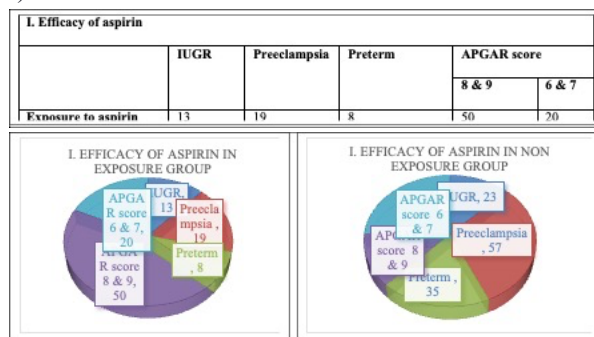 I. Efficacy of aspirin
IUGR Preeclampsia Preterm APGAR score
8 & 9 6 & 7
Exposure to aspirin 13 19 8 50 20
I. EFFICACY OF ASPIRIN IN
EXPOSURE GROUP
IUGR,
13
Preecla
mpsia ,
19
Preterm
, 8
APGA
R score
8 & 9,
50
APGA
R score
6 & 7,
20
I. EFFICACY OF ASPIRIN IN NON
EXPOSURE GROUP
IUGR, 23
Preeclampsia
, 57
Preterm ,
35
APGAR
score 8
& 9
APGAR
score 6
& 7